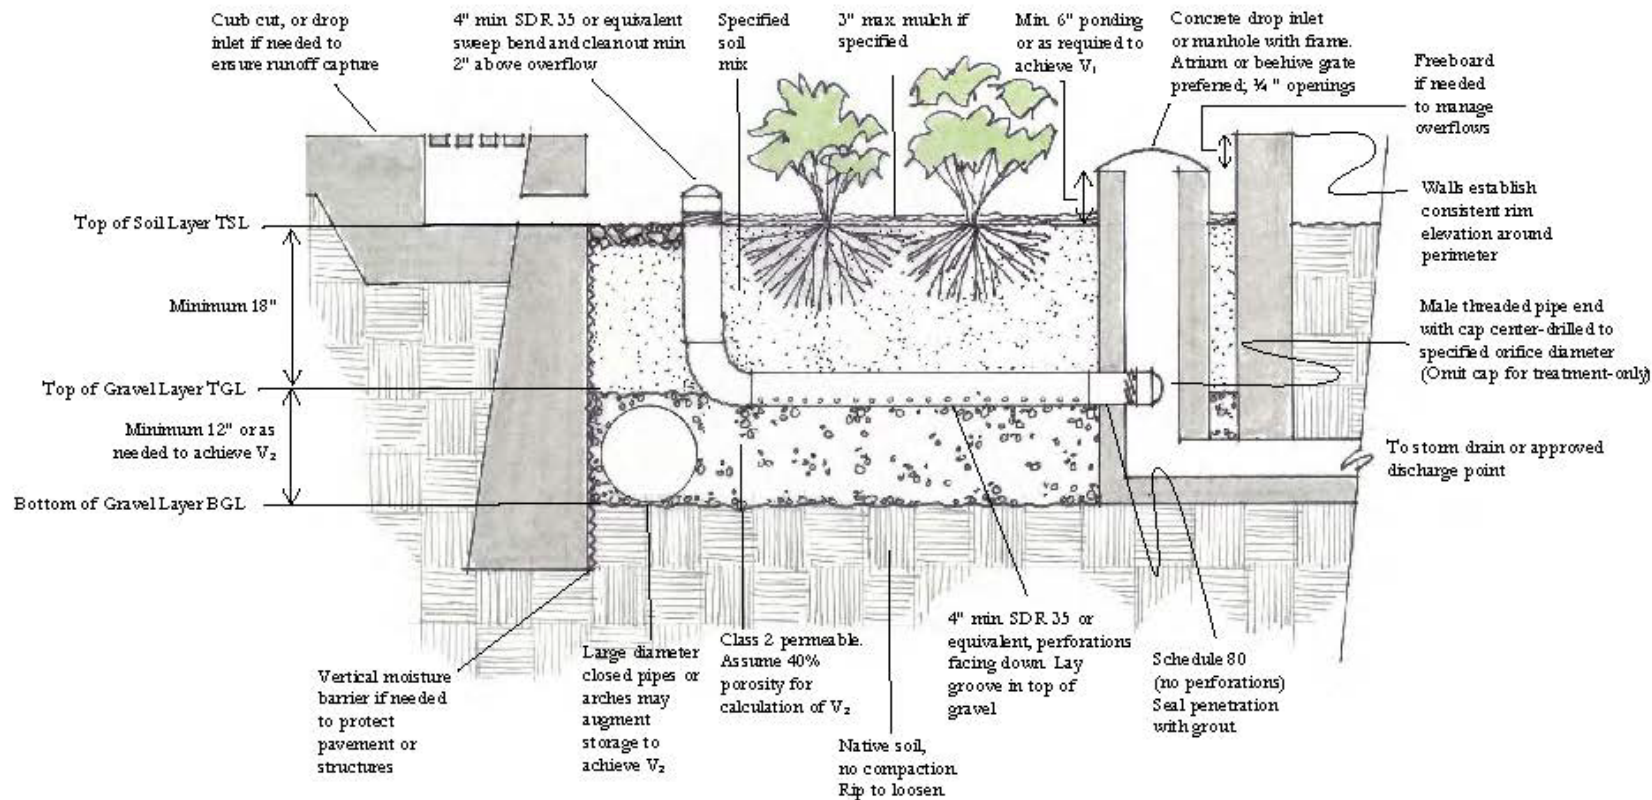 Curb cut, or drop
inlet if needed to
ensure runoff capture
4" min. SDR 35 or equivalent
sweep bend and cleanout min
2" above overflow
Specified
soil
mix
3" max. mulch if
specified
Min. 6" ponding
or as required to
achieve V₁
Concrete drop inlet
or manhole with frame.
Atrium or beehive grate
preferred; ¼ " openings
Freeboard
if needed
to manage
overflows
Walls establish
consistent rim
elevation around
perimeter
Top of Soil Layer TSL
Minimum 18"
Male threaded pipe end
with cap center-drilled to
specified orifice diameter
(Omit cap for treatment-only)
Top of Gravel Layer TGL
Minimum 12" or as
needed to achieve V₂
To storm drain or approved
discharge point
Bottom of Gravel Layer BGL
Vertical moisture
barrier if needed
to protect
pavement or
structures
Large diameter
closed pipes or
arches may
augment
storage to
achieve V₂
Class 2 permeable.
Assume 40%
porosity for
calculation of V₂
Native soil,
no compaction.
Rip to loosen.
4" min. SDR 35 or
equivalent, perforations
facing down. Lay
groove in top of
gravel
Schedule 80
(no perforations)
Seal penetration
with grout.